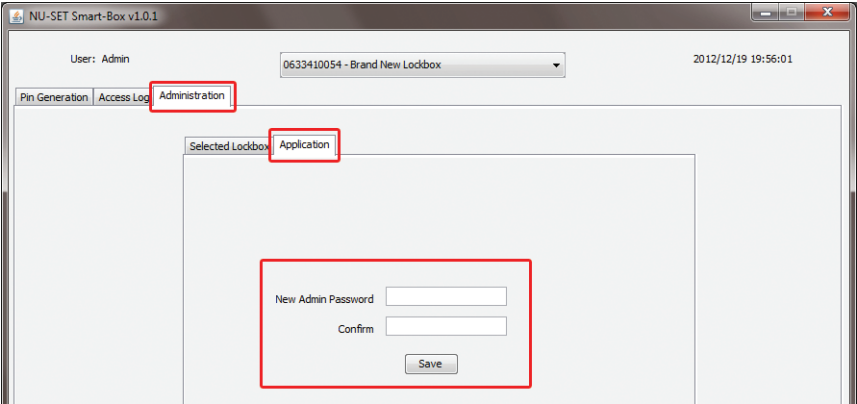 NU-SET Smart-Box v1.0.1
User: Admin
0633410054 - Brand New Lockbox
2012/12/19 19:56:01
Pin Generation Access Log Administration
Selected Lockbox Application
New Admin Password
Confirm
Save